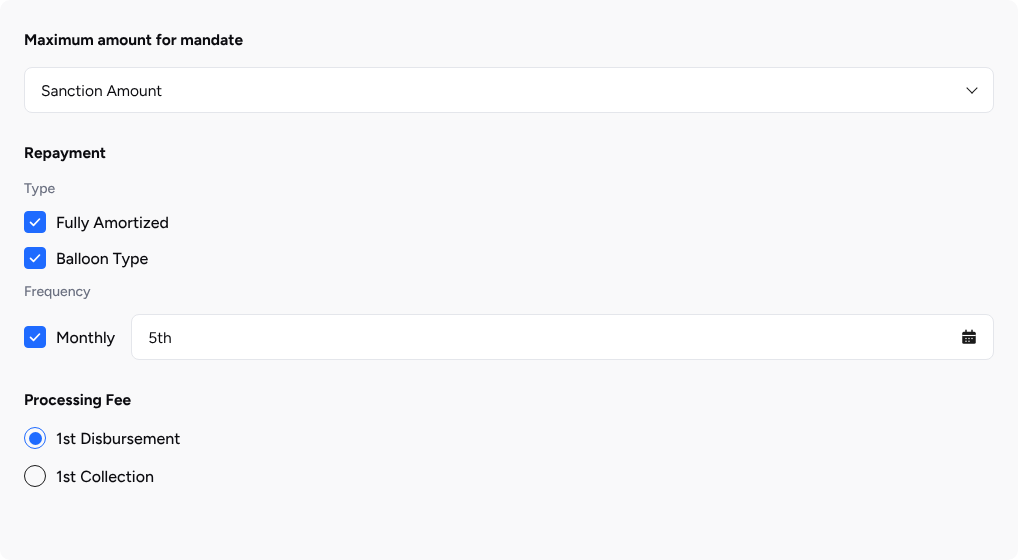 Maximum amount for mandate
Sanction Amount
Repayment
Type
Fully Amortized
Balloon Type
Frequency
Monthly 5th
Processing Fee
1st Disbursement
1st Collection